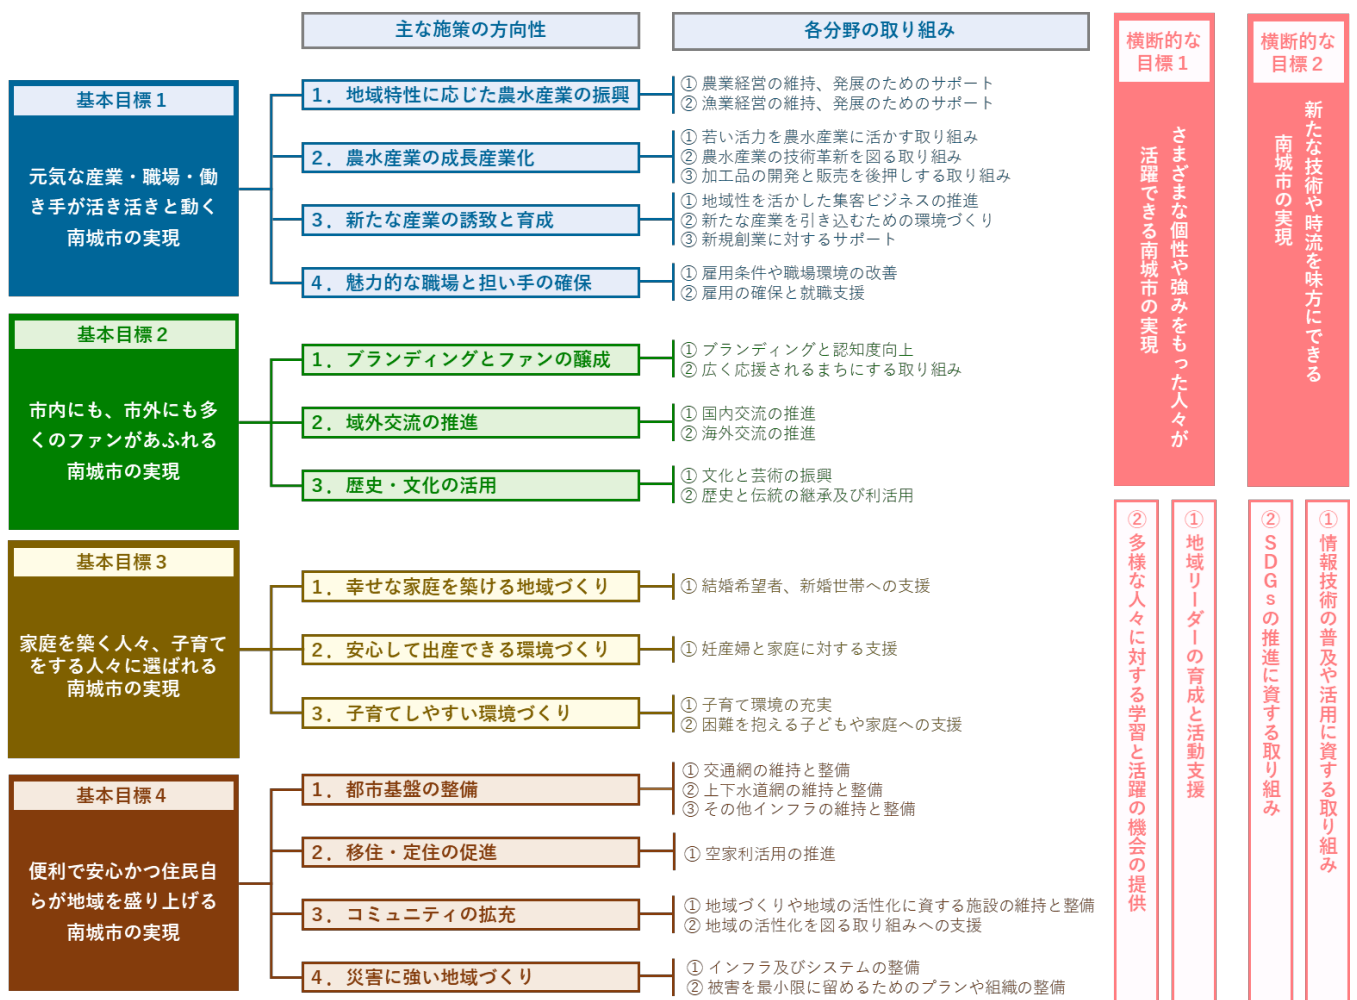 主な施策の方向性
各分野の取り組み
基本目標１
元気な産業・職場・働
き手が活き活きと動く
南城市の実現
１．地域特性に応じた農水産業の振興
① 農業経営の維持、発展のためのサポート
② 漁業経営の維持、発展のためのサポート
２．農水産業の成長産業化
① 若い活力を農水産業に活かす取り組み
② 農水産業の技術革新を図る取り組み
③ 加工品の開発と販売を後押しする取り組み
３．新たな産業の誘致と育成
① 地域性を活かした集客ビジネスの推進
② 新たな産業を引き込むための環境づくり
③ 新規創業に対するサポート
４．魅力的な職場と担い手の確保
① 雇用条件や職場環境の改善
② 雇用の確保と就職支援
基本目標２
市内にも、市外にも多
くのファンがあふれる
南城市の実現
１．ブランディングとファンの醸成
① ブランディングと認知度向上
② 広く応援されるまちにする取り組み
２．域外交流の推進
① 国内交流の推進
② 海外交流の推進
３．歴史・文化の活用
① 文化と芸術の振興
② 歴史と伝統の継承及び利活用
基本目標３
家庭を築く人々、子育て
をする人々に選ばれる
南城市の実現
１．幸せな家庭を築ける地域づくり
① 結婚希望者、新婚世帯への支援
２．安心して出産できる環境づくり
① 妊産婦と家庭に対する支援
３．子育てしやすい環境づくり
① 子育て環境の充実
② 困難を抱える子どもや家庭への支援
基本目標４
便利で安心かつ住民自
らが地域を盛り上げる
南城市の実現
１．都市基盤の整備
① 交通網の維持と整備
② 上下水道網の維持と整備
③ その他インフラの維持と整備
２．移住・定住の促進
① 空家利活用の推進
３．コミュニティの拡充
① 地域づくりや地域の活性化に資する施設の維持と整備
② 地域の活性化を図る取り組みへの支援
４．災害に強い地域づくり
① インフラ及びシステムの整備
② 被害を最小限に留めるためのプランや組織の整備
横断的な
目標１
さまざまな個性や強みをもった人々が
活躍できる南城市の実現
① 地域リーダーの育成と活動支援
② 多様な人々に対する学習と活躍の機会の提供
横断的な
目標２
新たな技術や時流を味方にできる
南城市の実現
① 情報技術の普及や活用に資する取り組み
② ＳＤＧｓの推進に資する取り組み